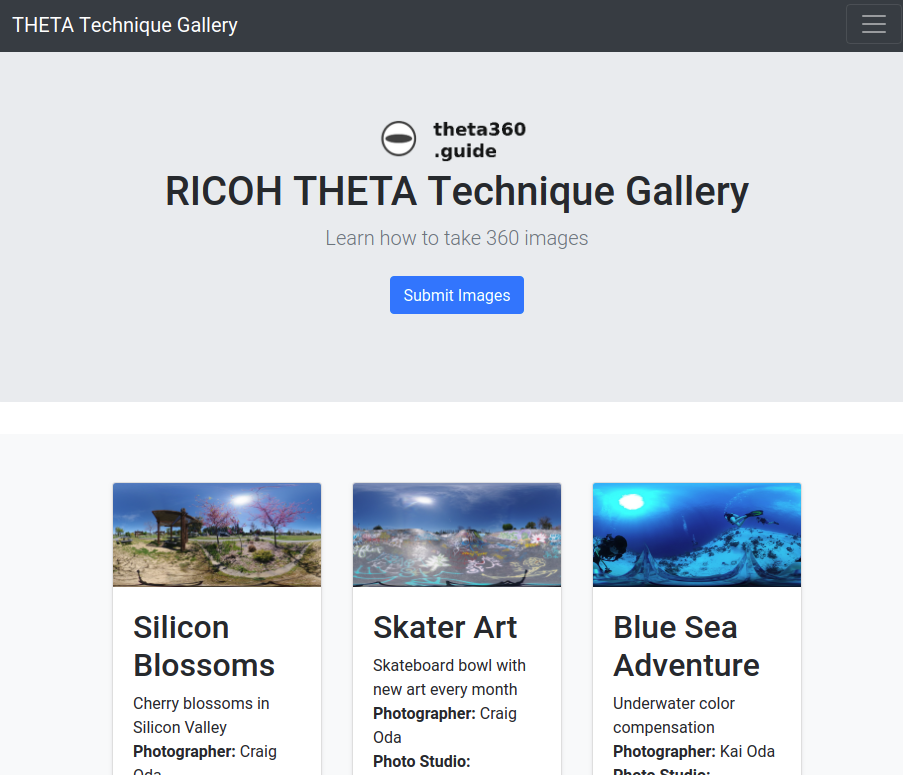 THETA Technique Gallery
theta360
.guide
RICOH THETA Technique Gallery
Learn how to take 360 images
Submit Images
Silicon
Blossoms
Cherry blossoms in
Silicon Valley
Photographer: Craig
Oda
Skater Art
Skateboard bowl with
new art every month
Photographer: Craig
Oda
Photo Studio:
Blue Sea
Adventure
Underwater color
compensation
Photographer: Kai Oda
Photo Studio: